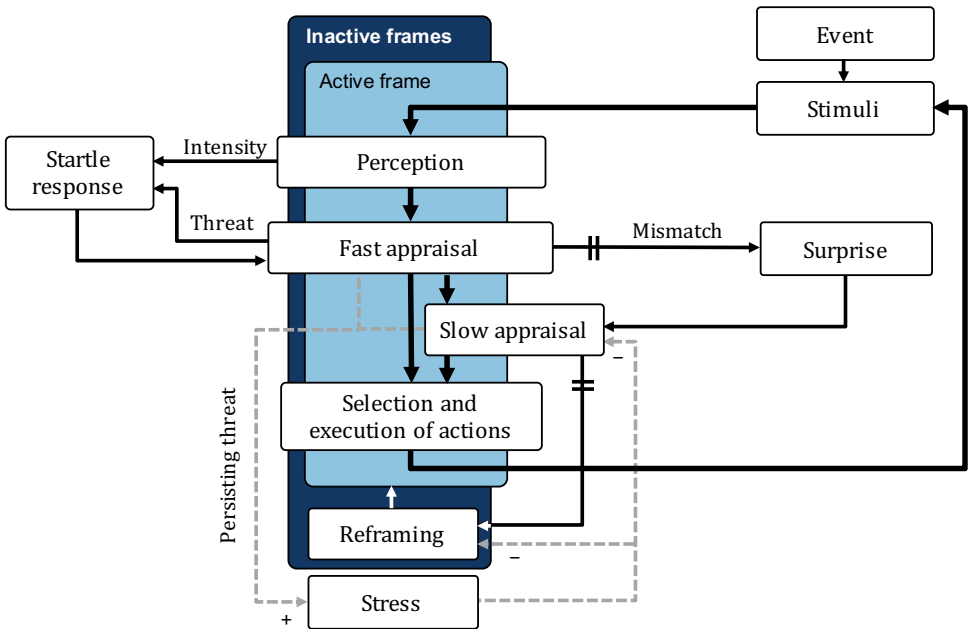 Inactive frames
Event
Active frame
Stimuli
Intensity
Perception
Startle
response
Threat
Fast appraisal
Mismatch
Surprise
Slow appraisal
–
Persisting threat
Selection and
execution of actions
Reframing
–
Stress
+